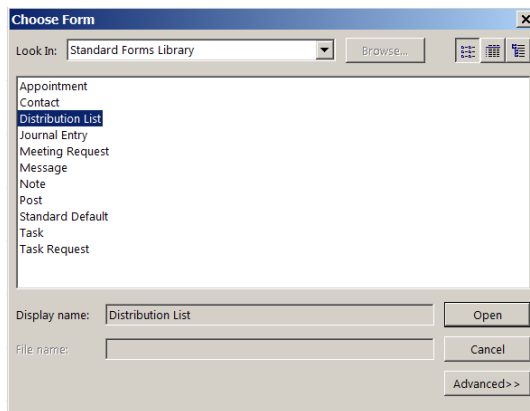 Choose Form
Look In: Standard Forms Library Browse...
Appointment
Contact
Distribution List
Journal Entry
Meeting Request
Message
Note
Post
Standard Default
Task
Task Request
Display name: Distribution List Open
File name: Cancel
Advanced>>